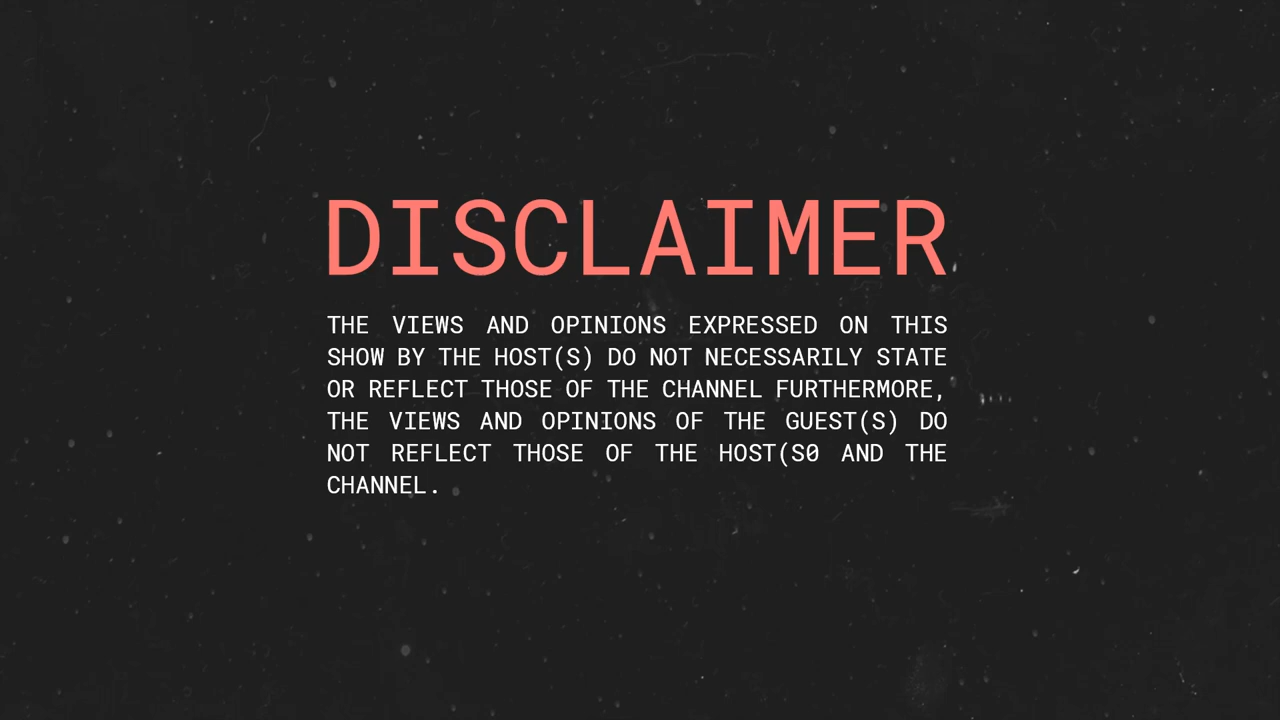 DISCLAIMER
THE VIEWS AND OPINIONS EXPRESSED ON THIS
SHOW BY THE HOST(S) DO NOT NECESSARILY STATE
OR REFLECT THOSE OF THE CHANNEL FURTHERMORE,
THE VIEWS AND OPINIONS OF THE GUEST(S) DO
NOT REFLECT THOSE OF THE HOST(S0 AND THE
CHANNEL.